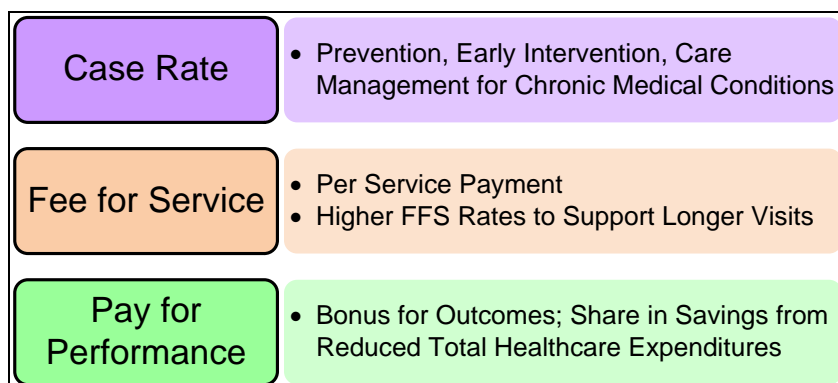 Case Rate
• Prevention, Early Intervention, Care
Management for Chronic Medical Conditions
Fee for Service
• Per Service Payment
• Higher FFS Rates to Support Longer Visits
Pay for
Performance
• Bonus for Outcomes; Share in Savings from
Reduced Total Healthcare Expenditures